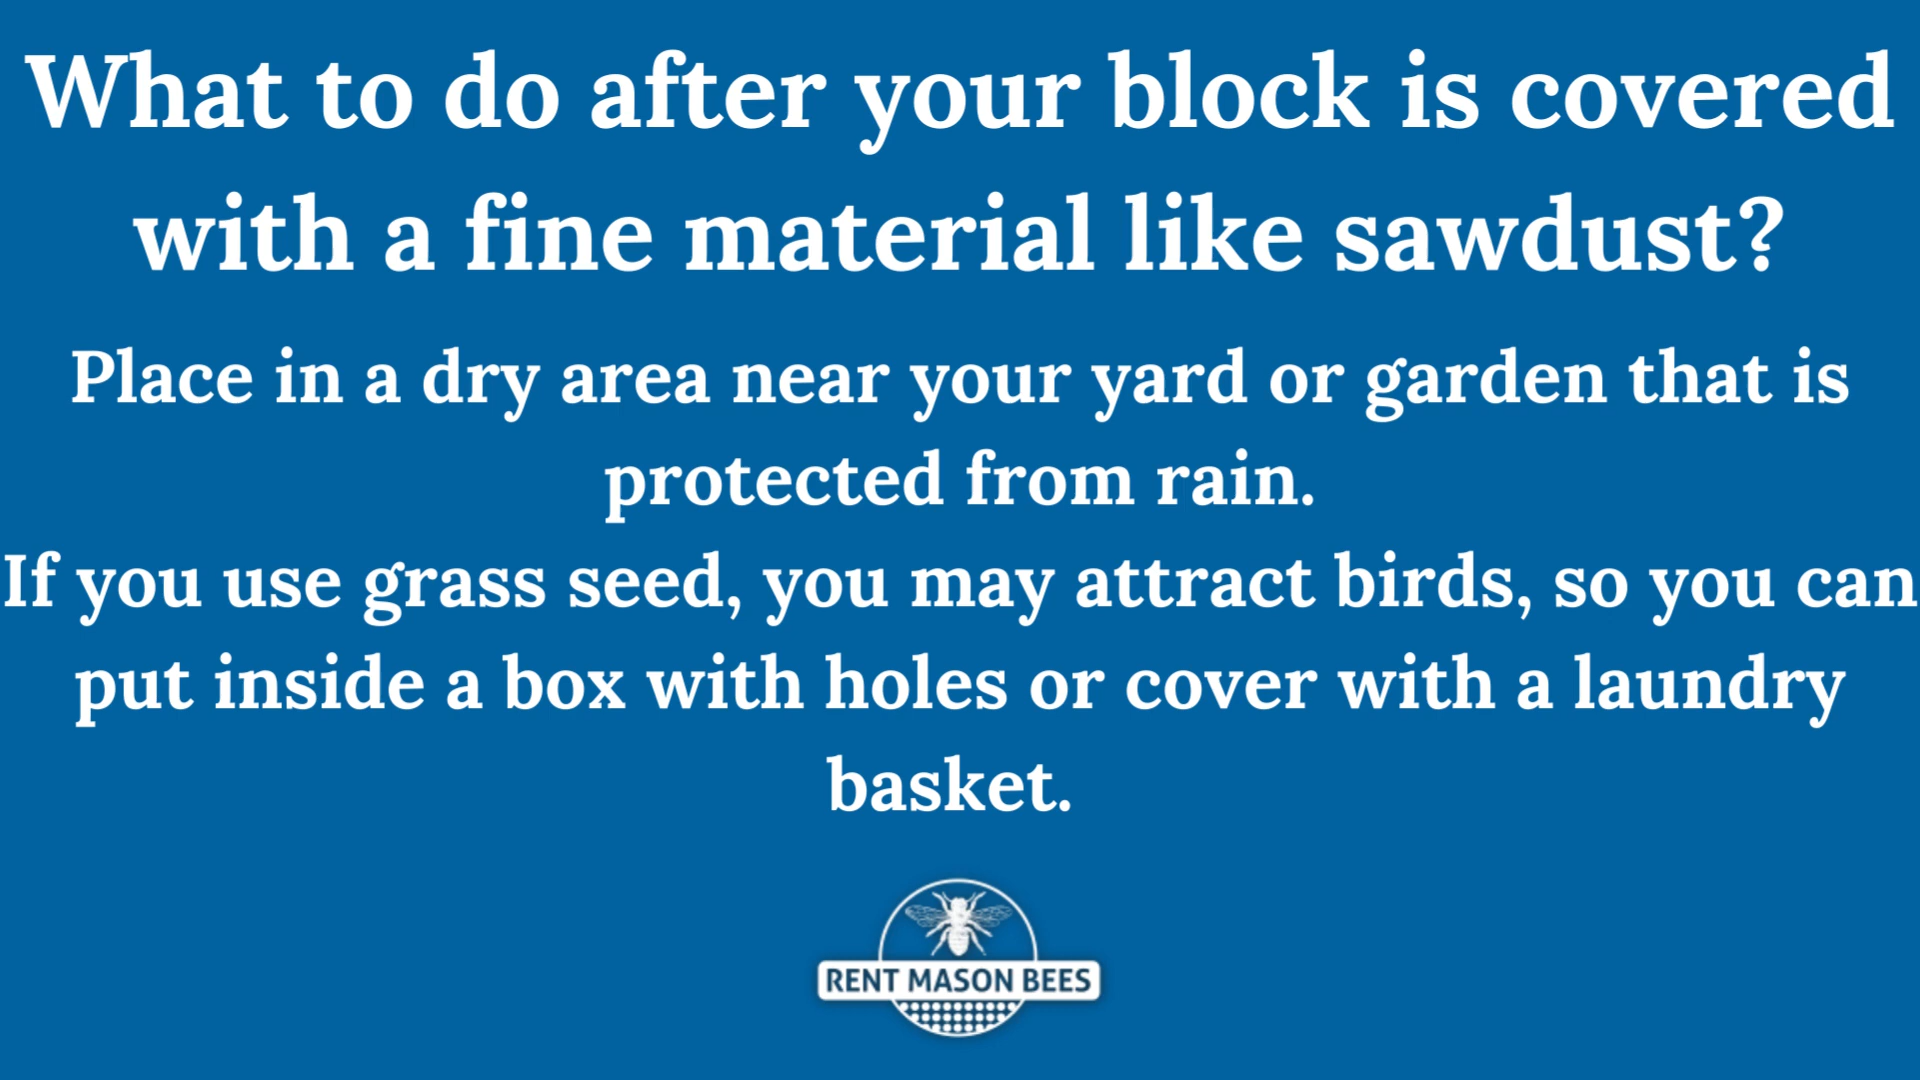 What to do after your block is covered
with a fine material like sawdust?
Place in a dry area near your yard or garden that is
protected from rain.
If you use grass seed, you may attract birds, so you can
put inside a box with holes or cover with a laundry
basket.
RENT MASON BEES